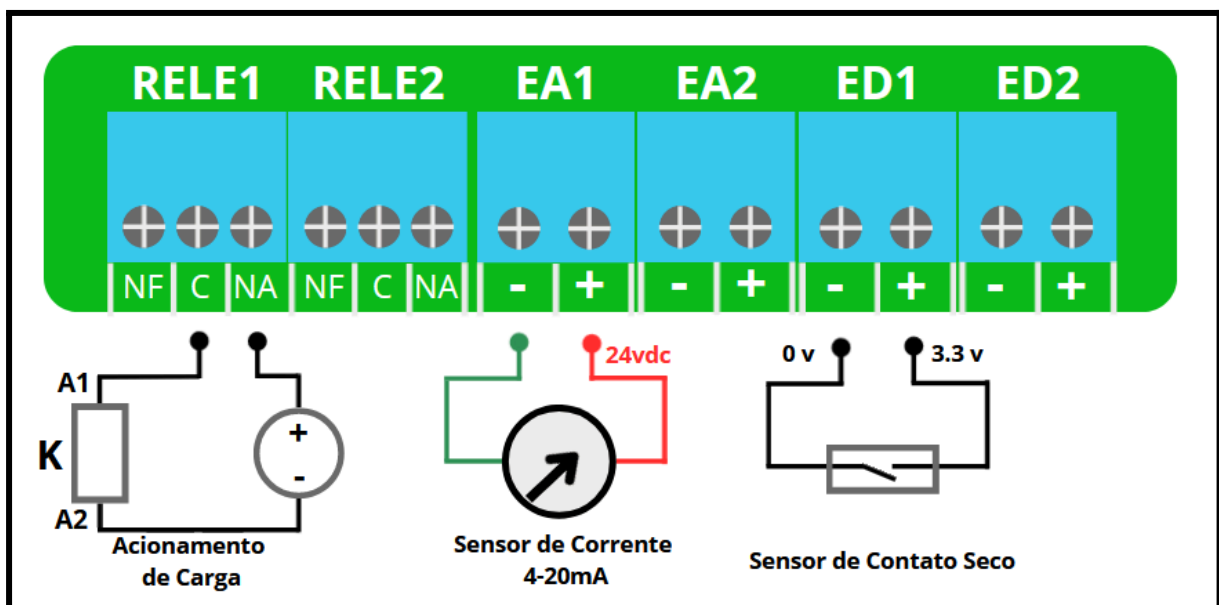 RELE1 RELE2 EA1 EA2 ED1 ED2
NF C NA NF C NA - + - + - + - +
24vdc
0 v 3.3 v
A1
K
+
-
A2
Acionamento
de Carga
Sensor de Corrente
4-20mA
Sensor de Contato Seco